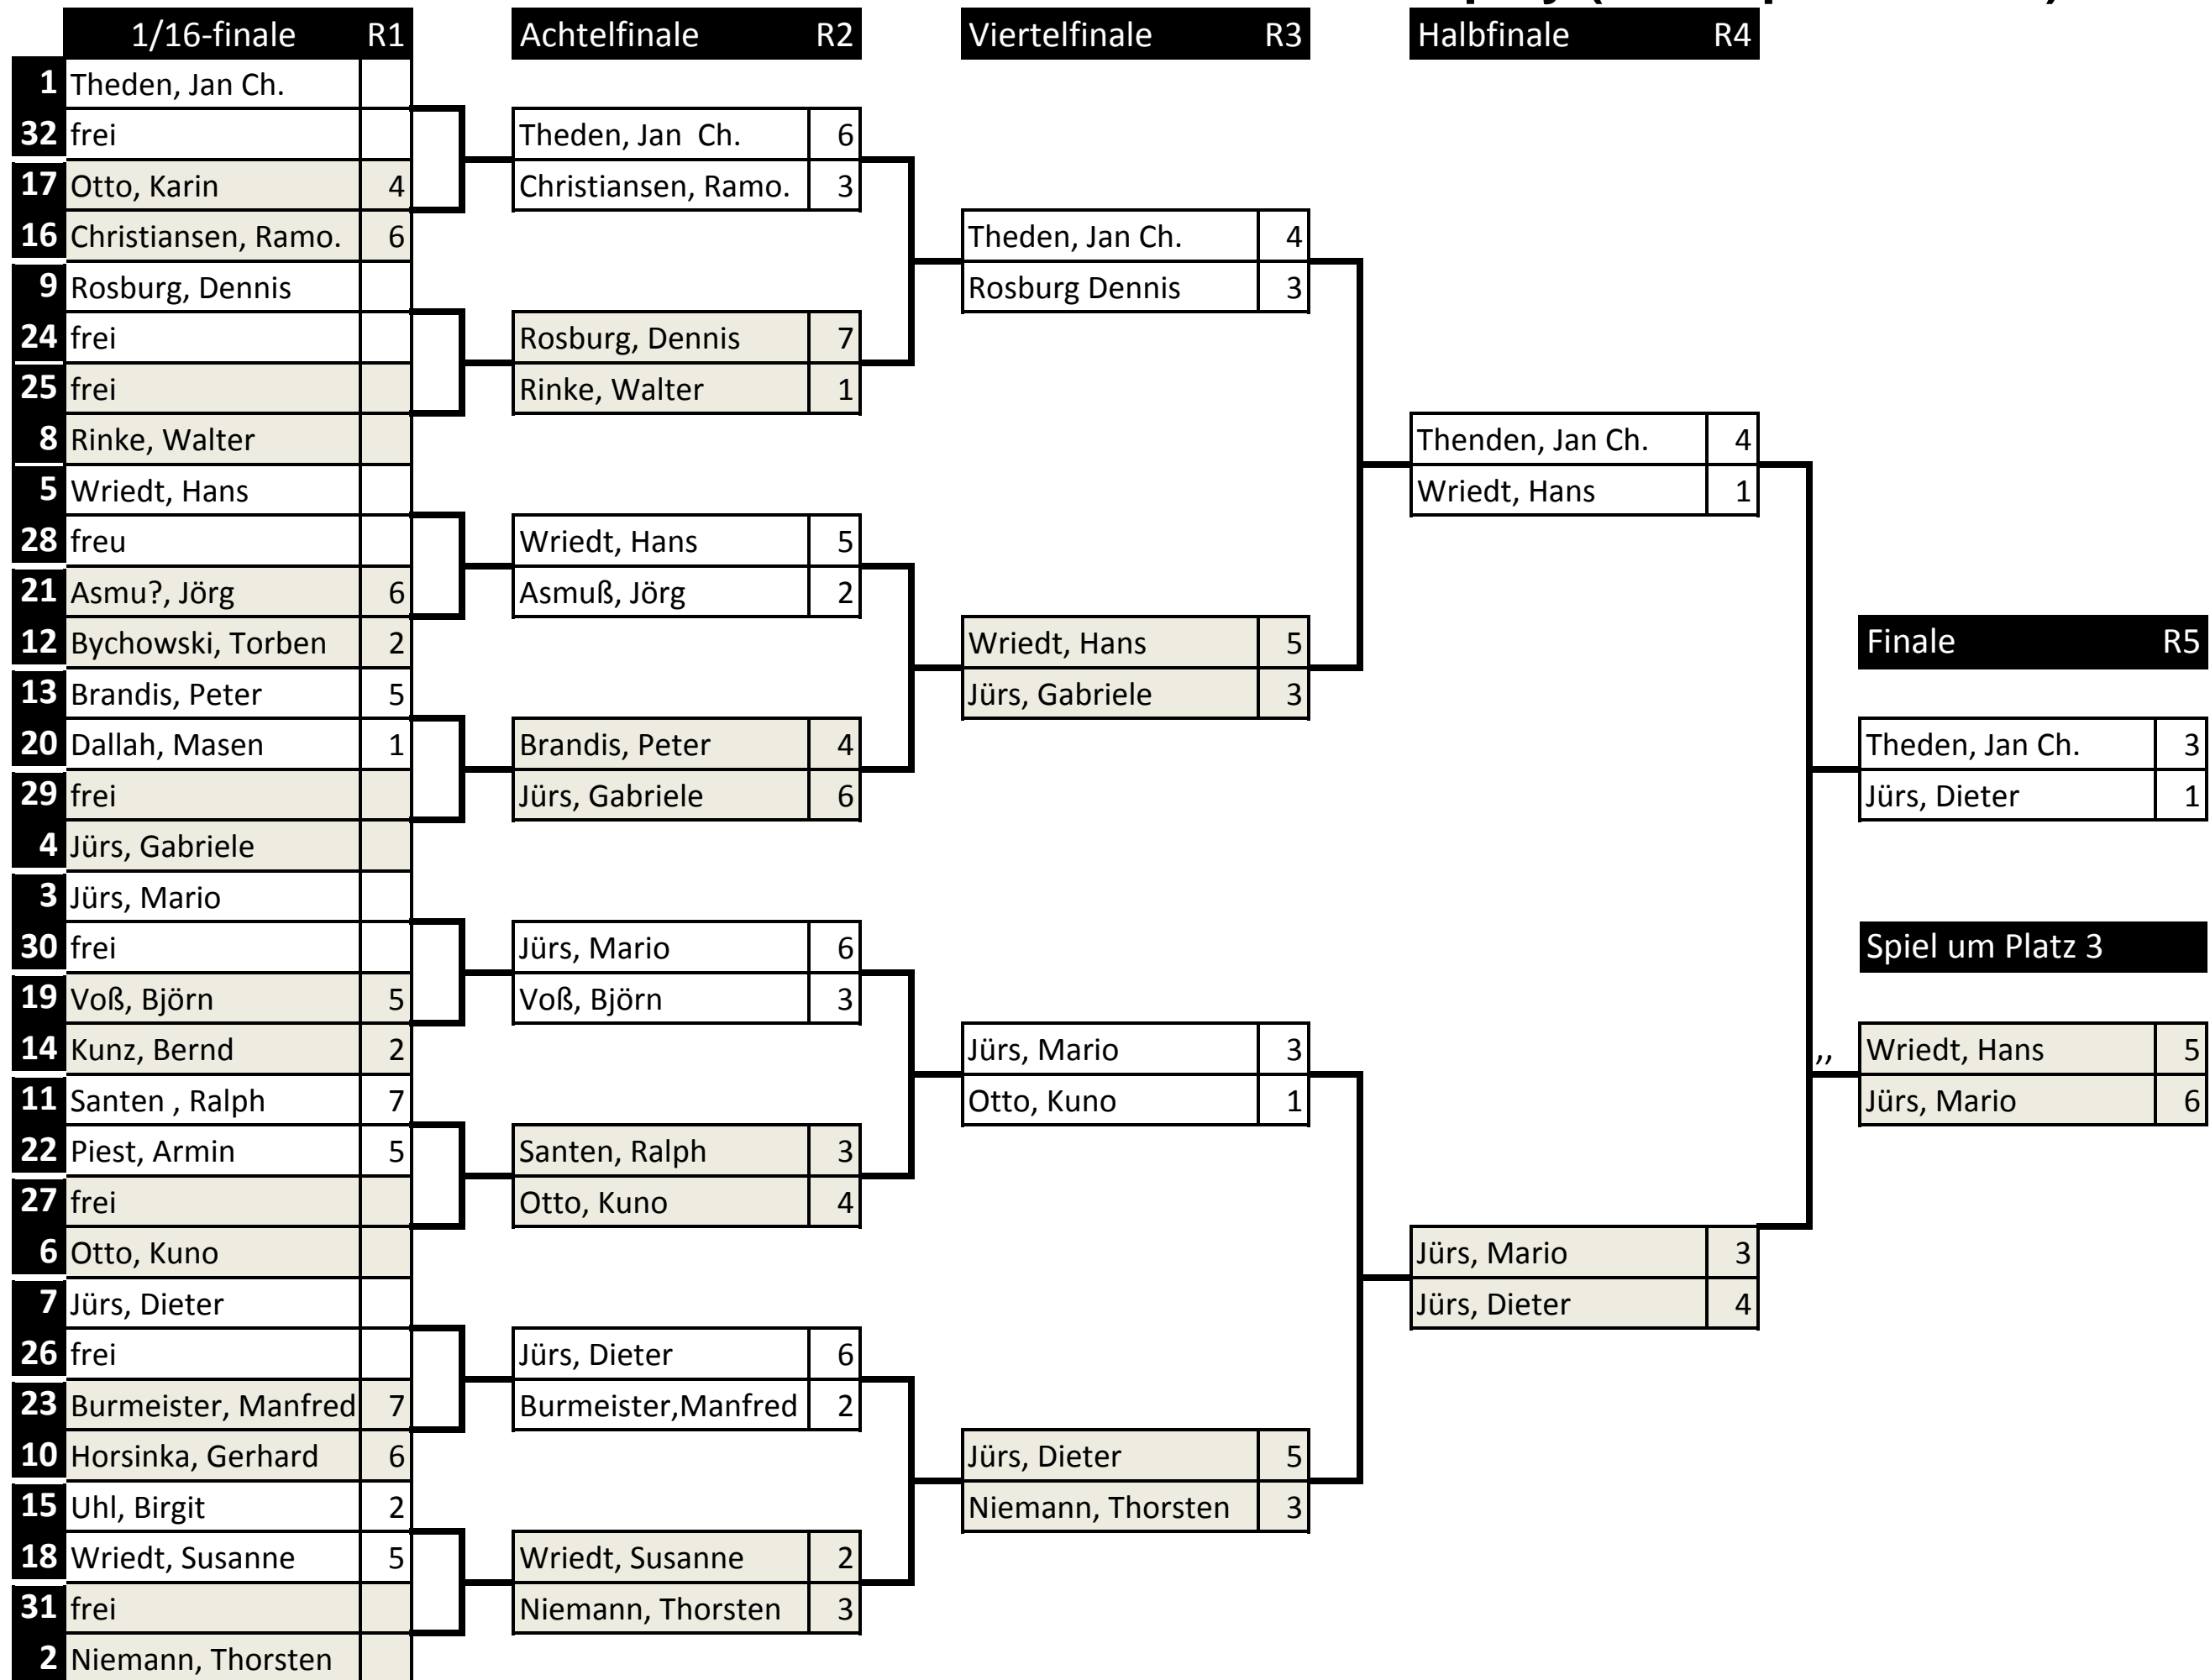 1/16-finale R1
1 Theden, Jan Ch.
32 frei
17 Otto, Karin 4
16 Christiansen, Ramo. 6
9 Rosburg, Dennis
24 frei
25 frei
8 Rinke, Walter
5 Wriedt, Hans
28 freu
21 Asmu?, Jörg 6
12 Bychowski, Torben 2
13 Brandis, Peter 5
20 Dallah, Masen 1
29 frei
4 Jürs, Gabriele
3 Jürs, Mario
30 frei
19 Voß, Björn 5
14 Kunz, Bernd 2
11 Santen , Ralph 7
22 Piest, Armin 5
27 frei
6 Otto, Kuno
7 Jürs, Dieter
26 frei
23 Burmeister, Manfred 7
10 Horsinka, Gerhard 6
15 Uhl, Birgit 2
18 Wriedt, Susanne 5
31 frei
2 Niemann, Thorsten
Achtelfinale R2
Theden, Jan  Ch. 6
Christiansen, Ramo. 3
Rosburg, Dennis 7
Rinke, Walter 1
Wriedt, Hans 5
Asmuß, Jörg 2
Brandis, Peter 4
Jürs, Gabriele 6
Jürs, Mario 6
Voß, Björn 3
Santen, Ralph 3
Otto, Kuno 4
Jürs, Dieter 6
Burmeister,Manfred 2
Wriedt, Susanne 2
Niemann, Thorsten 3
Viertelfinale R3
Theden, Jan Ch. 4
Rosburg Dennis 3
Wriedt, Hans 5
Jürs, Gabriele 3
Jürs, Mario 3
Otto, Kuno 1
Jürs, Dieter 5
Niemann, Thorsten 3
Halbfinale R4
Thenden, Jan Ch. 4
Wriedt, Hans 1
Jürs, Mario 3
Jürs, Dieter 4
Finale R5
Theden, Jan Ch. 3
Jürs, Dieter 1
Spiel um Platz 3
,, Wriedt, Hans 5
Jürs, Mario 6